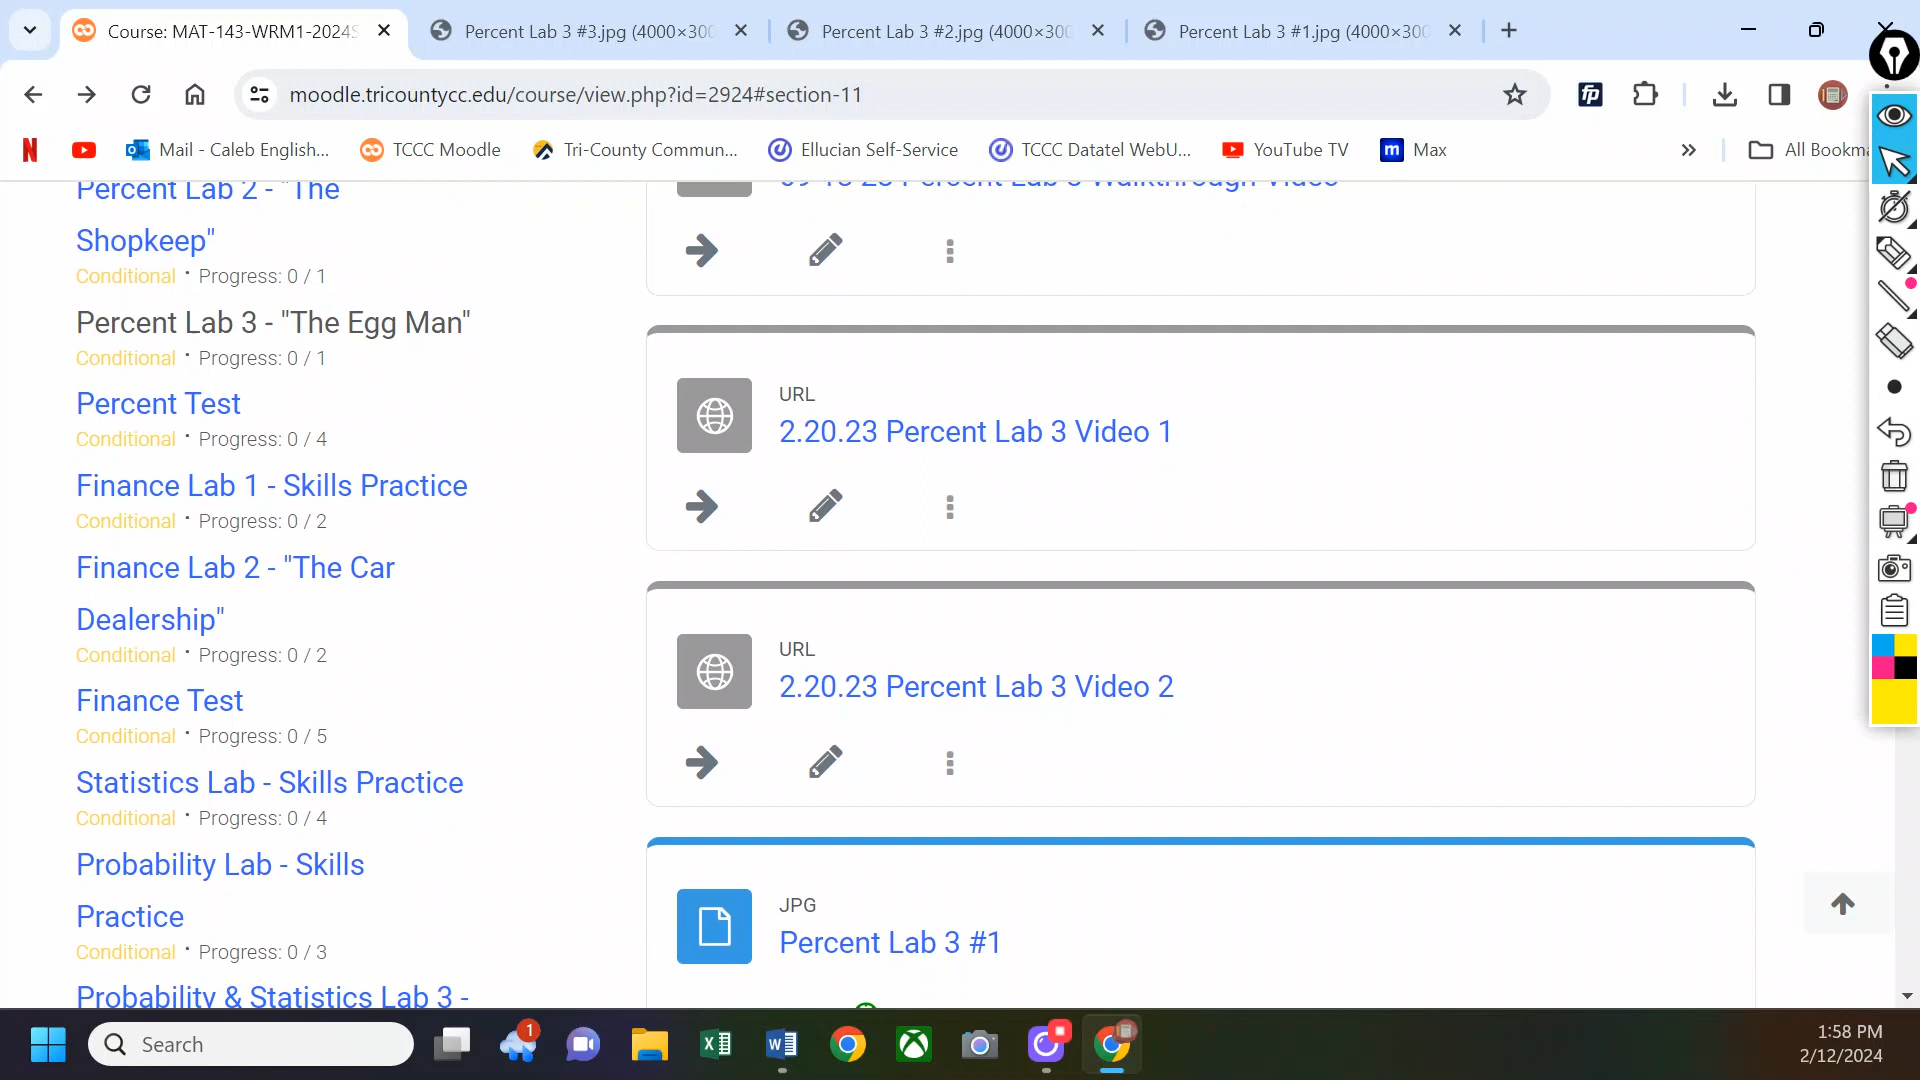 Course: MAT-143-WRM1-2024S
Percent Lab 3 #3.jpg (4000×300
Percent Lab 3 #2.jpg (4000×300
Percent Lab 3 #1.jpg (4000×300
moodle.tricountycc.edu/course/view.php?id=2924#section-11
fp
N
Mail - Caleb English...
TCCC Moodle
Tri-County Commun...
Ellucian Self-Service
TCCC Datatel WebU...
YouTube TV
m Max
All Bookma
Percent Lab 2 - "The
Shopkeep"
Conditional · Progress: 0 / 1
Percent Lab 3 - "The Egg Man"
Conditional · Progress: 0 / 1
Percent Test
Conditional · Progress: 0 / 4
Finance Lab 1 - Skills Practice
Conditional · Progress: 0 / 2
Finance Lab 2 - "The Car
Dealership"
Conditional · Progress: 0 / 2
Finance Test
Conditional · Progress: 0 / 5
Statistics Lab - Skills Practice
Conditional · Progress: 0 / 4
Probability Lab - Skills
Practice
Conditional · Progress: 0 / 3
Probability & Statistics Lab 3 -
Percent Lab 3 Walkthrough Video
URL
2.20.23 Percent Lab 3 Video 1
URL
2.20.23 Percent Lab 3 Video 2
JPG
Percent Lab 3 #1
Search
1
1:58 PM
2/12/2024